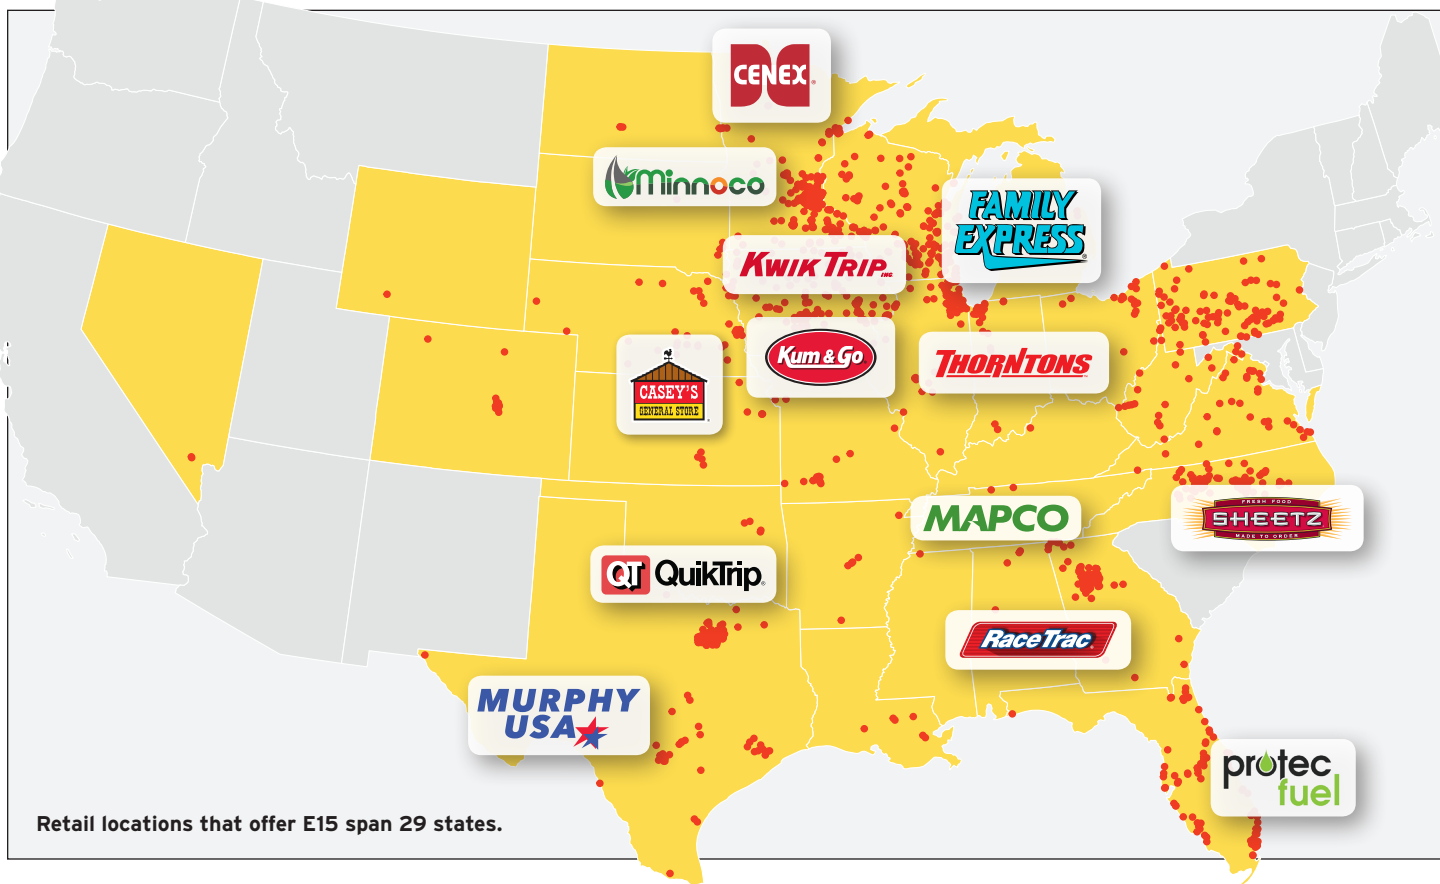 CENEX®
Minnoco
FAMILY
EXPRESS®
KWIK TRIP INC.
Kum & Go
THORNTONS
CASEY'S
GENERAL STORE
MAPCO
FRESH FOOD
SHEETZ
MADE TO ORDER
QT QuikTrip®
RaceTrac®
MURPHY
USA
protec
fuel
Retail locations that offer E15 span 29 states.